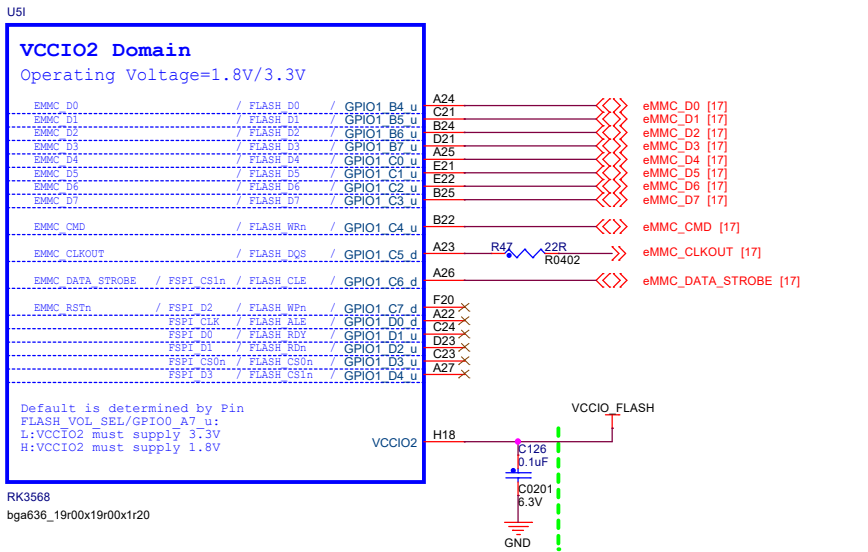 U5I
VCCIO2 Domain
Operating Voltage=1.8V/3.3V
EMMC_D0 / FLASH_D0 / GPIO1_B4_u A24 eMMC_D0 [17]
EMMC_D1 / FLASH_D1 / GPIO1_B5_u C21 eMMC_D1 [17]
EMMC_D2 / FLASH_D2 / GPIO1_B6_u B24 eMMC_D2 [17]
EMMC_D3 / FLASH_D3 / GPIO1_B7_u D21 eMMC_D3 [17]
EMMC_D4 / FLASH_D4 / GPIO1_C0_u A25 eMMC_D4 [17]
EMMC_D5 / FLASH_D5 / GPIO1_C1_u E21 eMMC_D5 [17]
EMMC_D6 / FLASH_D6 / GPIO1_C2_u E22 eMMC_D6 [17]
EMMC_D7 / FLASH_D7 / GPIO1_C3_u B25 eMMC_D7 [17]
EMMC_CMD / FLASH_WRn / GPIO1_C4_u B22 eMMC_CMD [17]
EMMC_CLKOUT / FLASH_DQS / GPIO1_C5_d A23 R47 22R eMMC_CLKOUT [17]
R0402
EMMC_DATA_STROBE / FSPI_CS1n / FLASH_CLE / GPIO1_C6_d A26 eMMC_DATA_STROBE [17]
EMMC_RSTn / FSPI_D2 / FLASH_WPn / GPIO1_C7_d F20
FSPI_CLK / FLASH_ALE / GPIO1_D0_d A22
FSPI_D0 / FLASH_RDY / GPIO1_D1_u C24
FSPI_D1 / FLASH_RDn / GPIO1_D2_u D23
FSPI_CS0n / FLASH_CS0n / GPIO1_D3_u C23
FSPI_D3 / FLASH_CS1n / GPIO1_D4_u A27
Default is determined by Pin
FLASH_VOL_SEL/GPIO0_A7_u:
L:VCCIO2 must supply 3.3V
H:VCCIO2 must supply 1.8V
VCCIO2 H18
VCCIO_FLASH
C126
0.1uF
C0201
6.3V
GND
RK3568
bga636_19r00x19r00x1r20